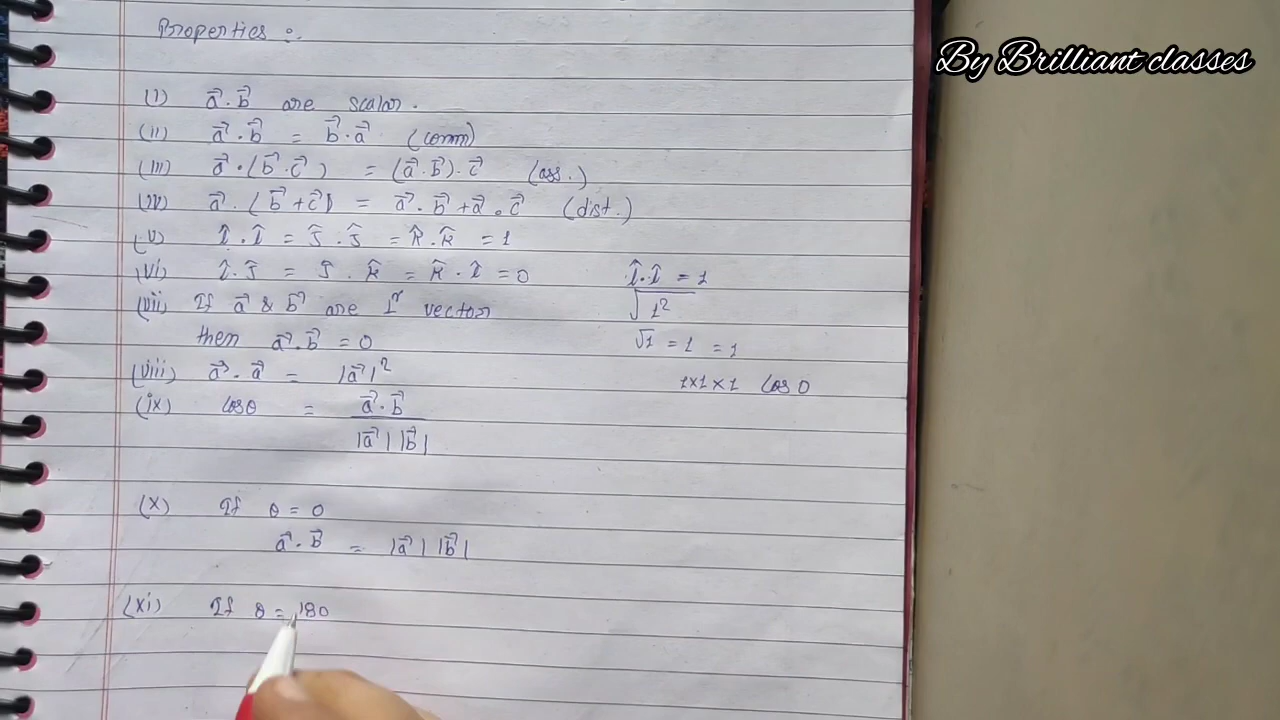 Properties :.
By Brilliant classes
(i) a⃗ . b⃗ are scalar.
(ii) a⃗ . b⃗ = b⃗ . a⃗ (comm)
(iii) a⃗ . (b⃗ . c⃗) = (a⃗ . b⃗) . c⃗ (ass.)
(iv) a⃗ . (b⃗ + c⃗) = a⃗ . b⃗ + a⃗ . c⃗ (dist.)
(v) î . î = ĵ . ĵ = k̂ . k̂ = 1
(vi) î . ĵ = ĵ . k̂ = k̂ . î = 0
(vii) If a⃗ & b⃗ are ⊥r vector
then a⃗ . b⃗ = 0
(viii) a⃗ . a⃗ = |a⃗|²
(ix) cosθ = a⃗ . b⃗ / |a⃗| |b⃗|
(x) If θ = 0
a⃗ . b⃗ = |a⃗| |b⃗|
(xi) If θ = 180
î . î = 1
√1²
√1 = 1 = 1
1×1×1 cos 0